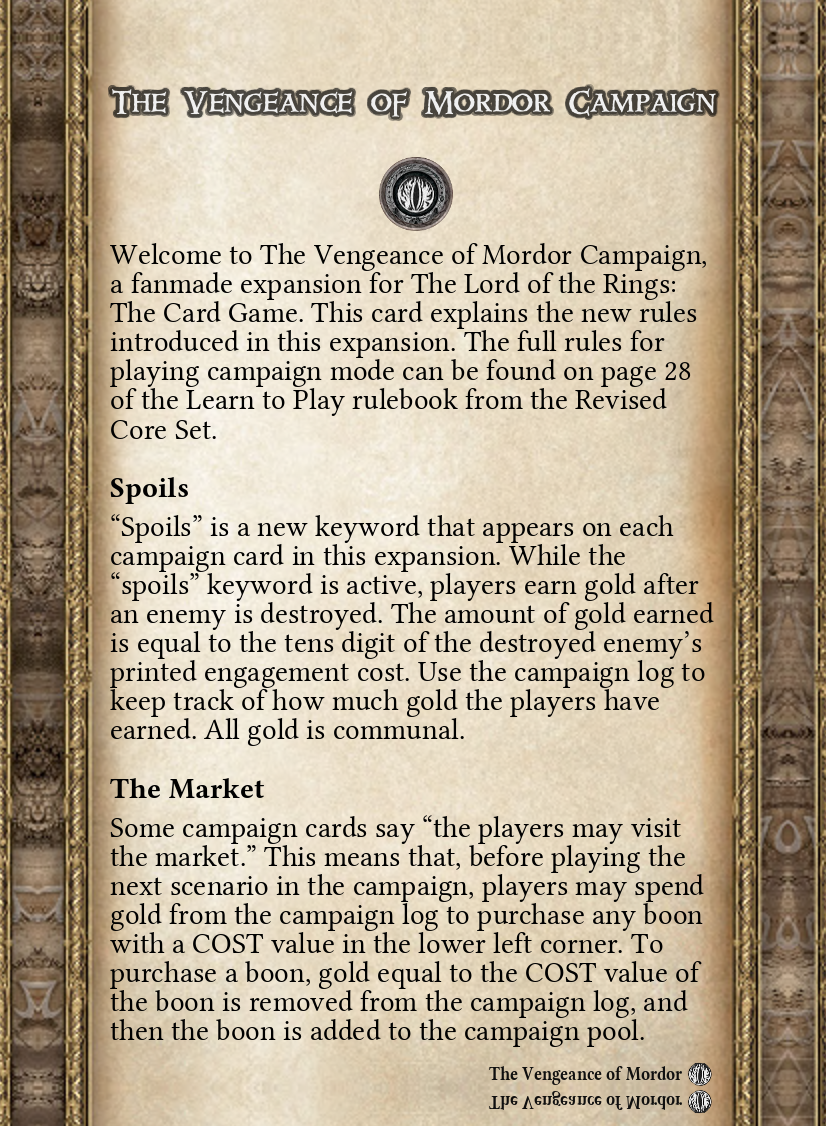 The Vengeance of Mordor Campaign
Welcome to The Vengeance of Mordor Campaign,
a fanmade expansion for The Lord of the Rings:
The Card Game. This card explains the new rules
introduced in this expansion. The full rules for
playing campaign mode can be found on page 28
of the Learn to Play rulebook from the Revised
Core Set.
Spoils
“Spoils” is a new keyword that appears on each
campaign card in this expansion. While the
“spoils” keyword is active, players earn gold after
an enemy is destroyed. The amount of gold earned
is equal to the tens digit of the destroyed enemy’s
printed engagement cost. Use the campaign log to
keep track of how much gold the players have
earned. All gold is communal.
The Market
Some campaign cards say “the players may visit
the market.” This means that, before playing the
next scenario in the campaign, players may spend
gold from the campaign log to purchase any boon
with a COST value in the lower left corner. To
purchase a boon, gold equal to the COST value of
the boon is removed from the campaign log, and
then the boon is added to the campaign pool.
The Vengeance of Mordor
The Vengeance of Mordor